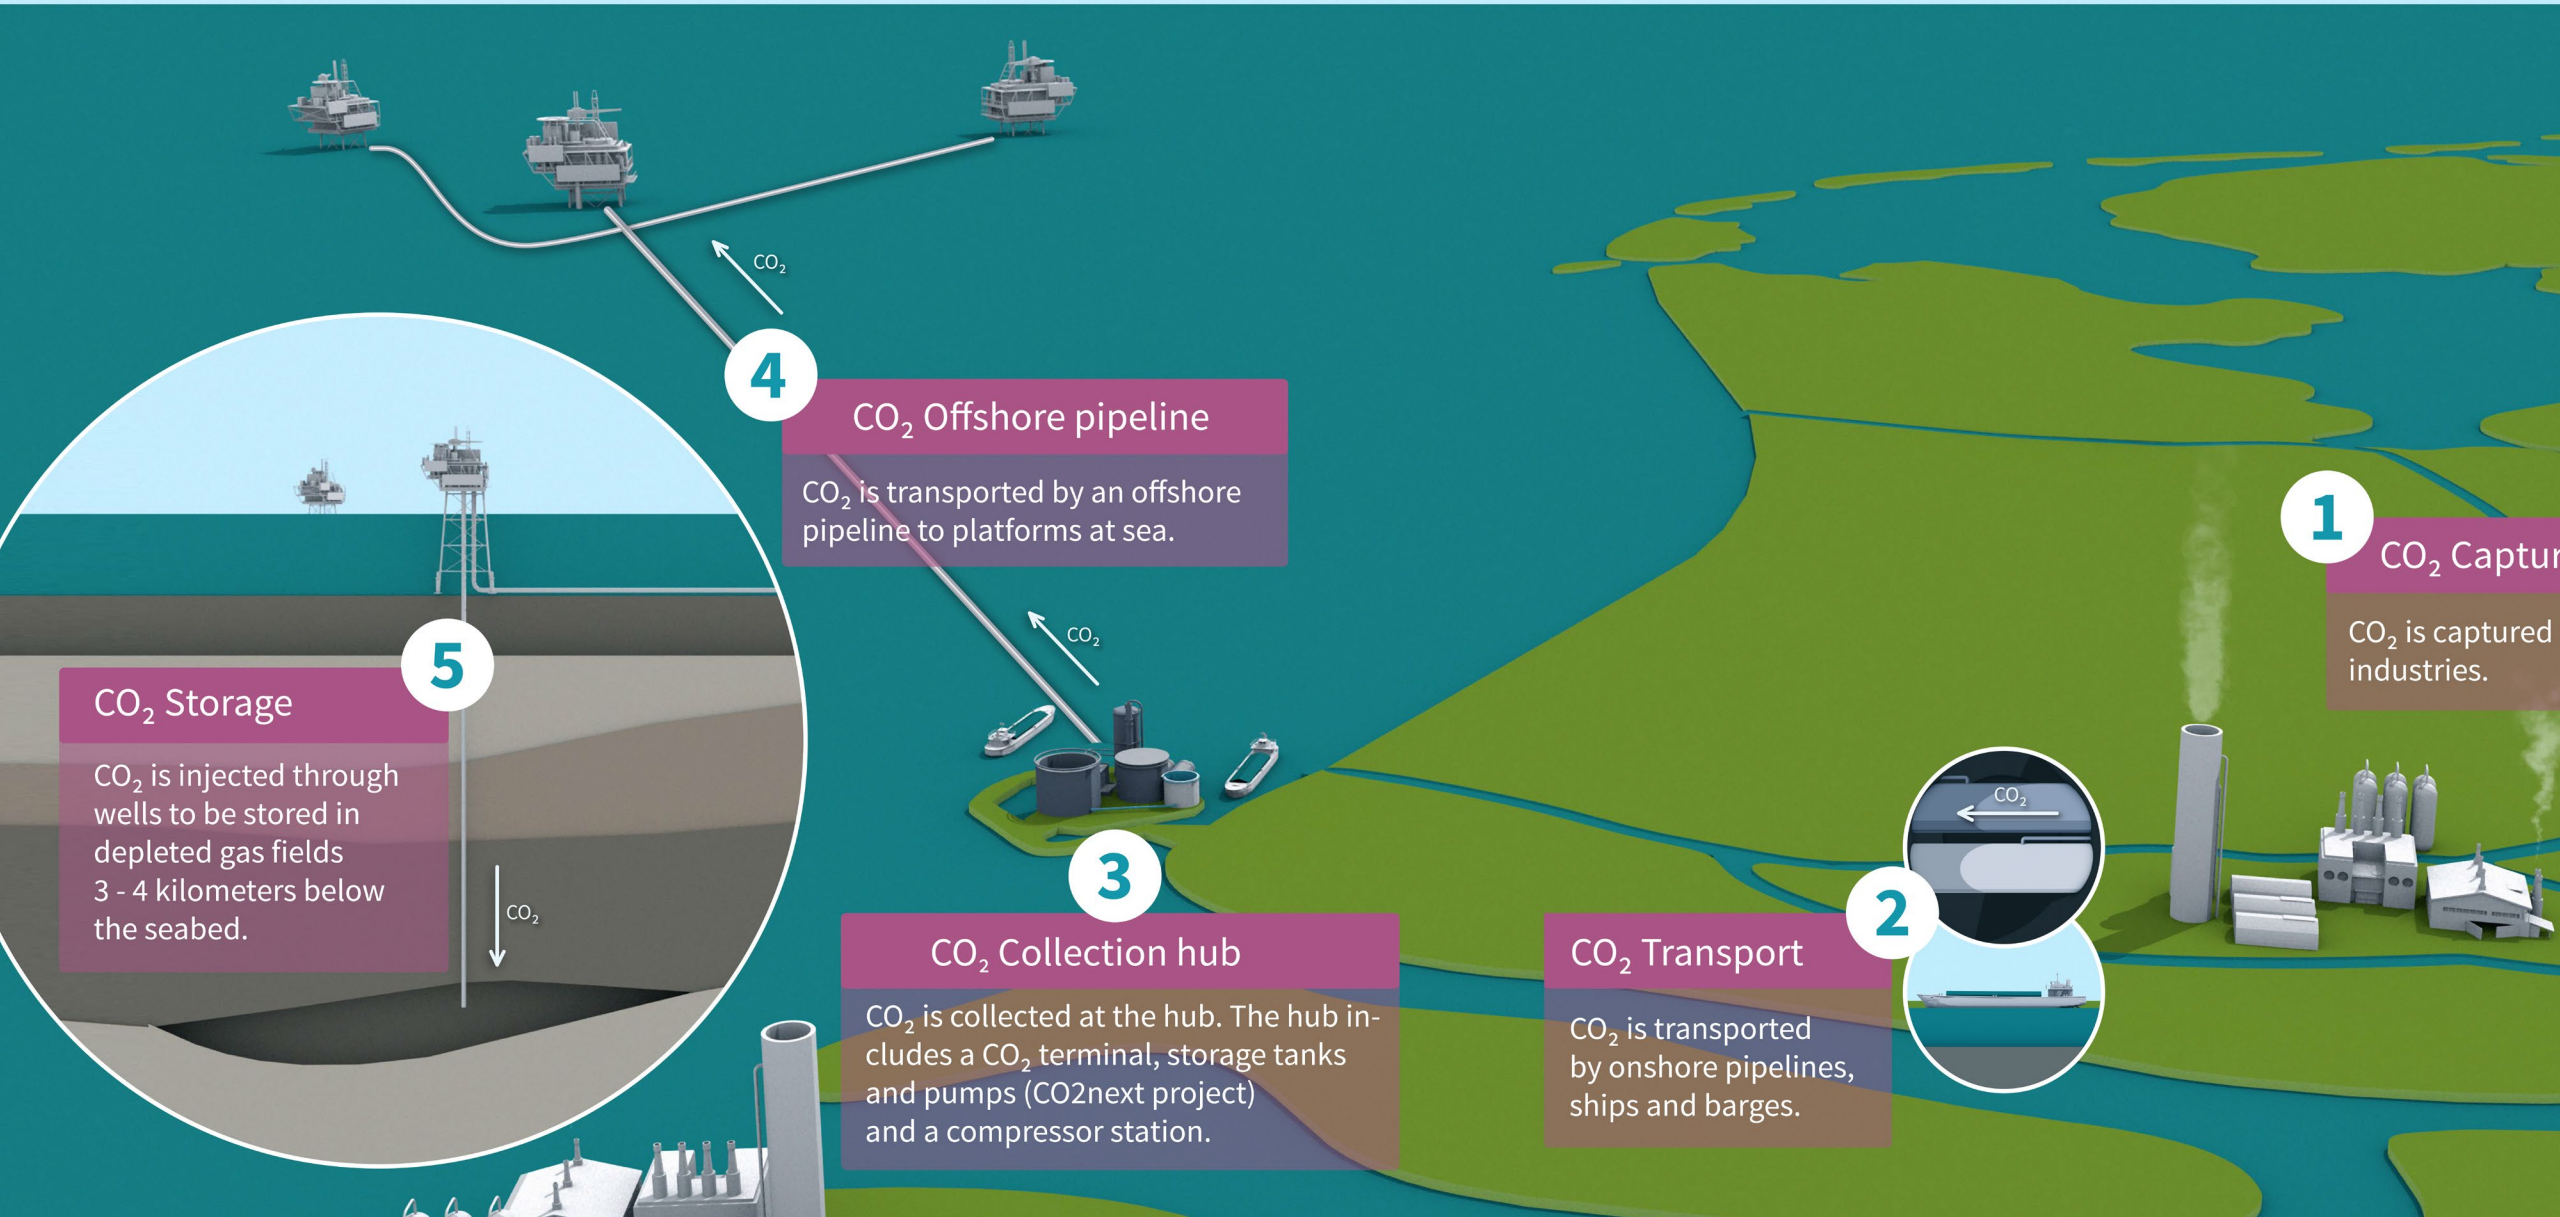 CO₂
4
CO₂ Offshore pipeline
CO₂ is transported by an offshore
pipeline to platforms at sea.
CO₂
1
CO₂ Captur
CO₂ is captured
industries.
5
CO₂ Storage
CO₂ is injected through
wells to be stored in
depleted gas fields
3 - 4 kilometers below
the seabed.
CO₂
3
CO₂ Collection hub
CO₂ is collected at the hub. The hub in-
cludes a CO₂ terminal, storage tanks
and pumps (CO2next project)
and a compressor station.
CO₂
2
CO₂ Transport
CO₂ is transported
by onshore pipelines,
ships and barges.